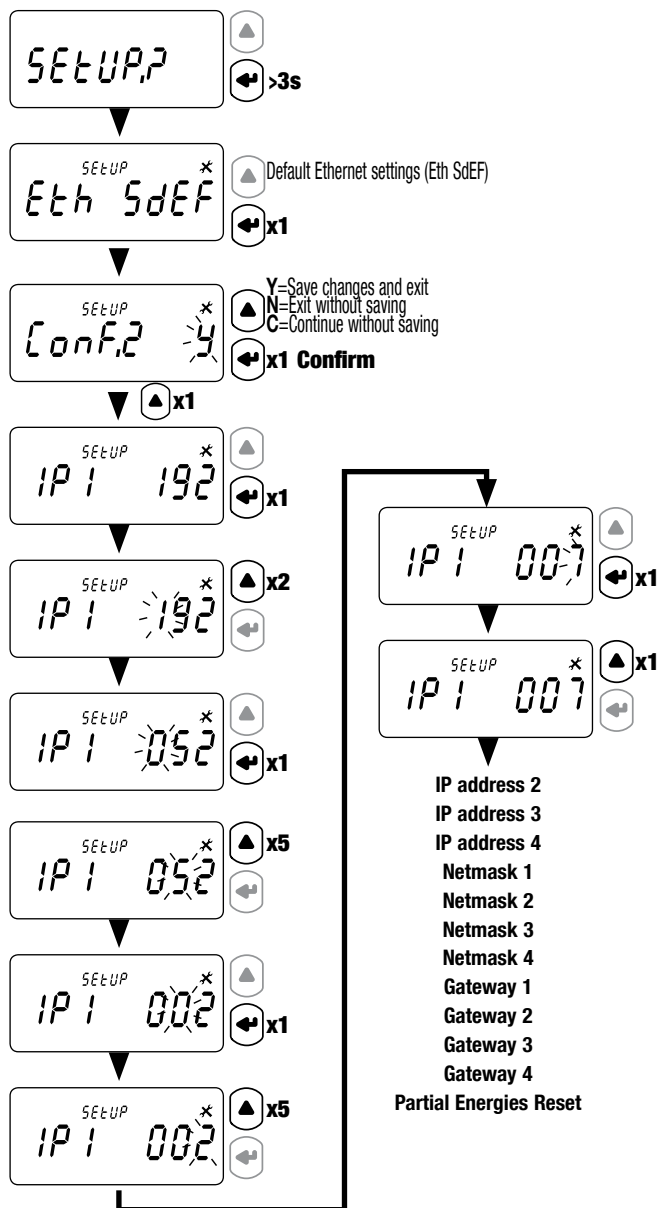 SEtUP.?
>3s
SEtUP
Eth SdEF
Default Ethernet settings (Eth SdEF)
x1
SEtUP
ConF.? Y
Y=Save changes and exit
N=Exit without saving
C=Continue without saving
x1 Confirm
x1
SEtUP
IP1 192
x1
SEtUP
IP1 192
x2
SEtUP
IP1 052
x1
SEtUP
IP1 052
x5
SEtUP
IP1 002
x1
SEtUP
IP1 002
x5
SEtUP
IP1 007
x1
SEtUP
IP1 007
x1
IP address 2
IP address 3
IP address 4
Netmask 1
Netmask 2
Netmask 3
Netmask 4
Gateway 1
Gateway 2
Gateway 3
Gateway 4
Partial Energies Reset